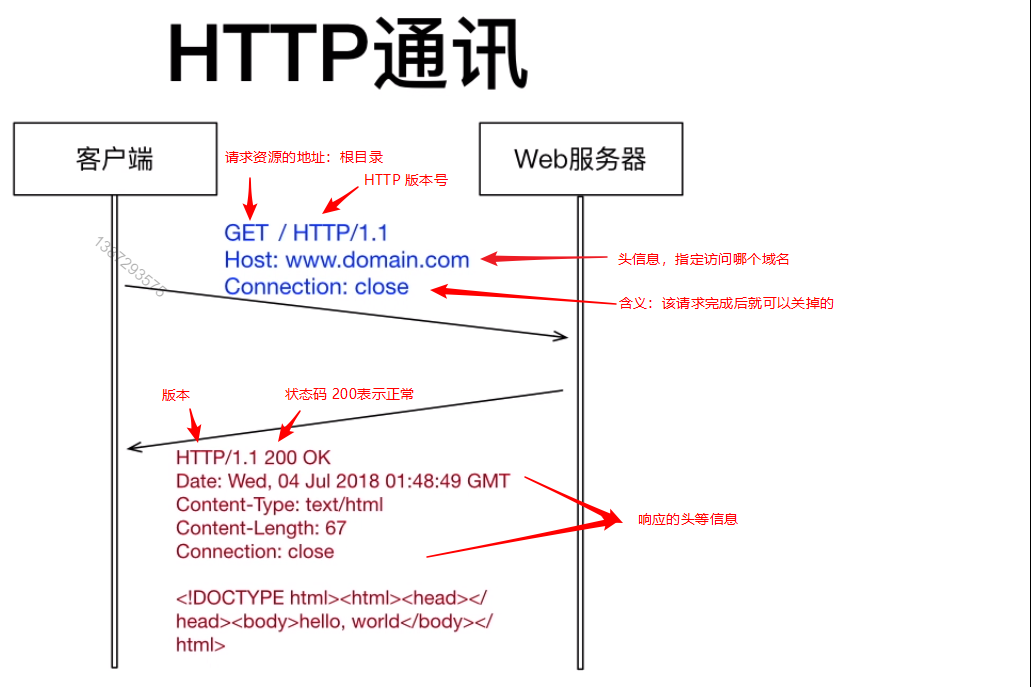 HTTP通讯
客户端
Web服务器
请求资源的地址：根目录
HTTP 版本号
GET / HTTP/1.1
Host: www.domain.com
头信息，指定访问哪个域名
Connection: close
含义：该请求完成后就可以关掉的
版本
状态码 200表示正常
HTTP/1.1 200 OK
Date: Wed, 04 Jul 2018 01:48:49 GMT
Content-Type: text/html
Content-Length: 67
Connection: close
响应的头等信息
<!DOCTYPE html><html><head></
head><body>hello, world</body></
html>